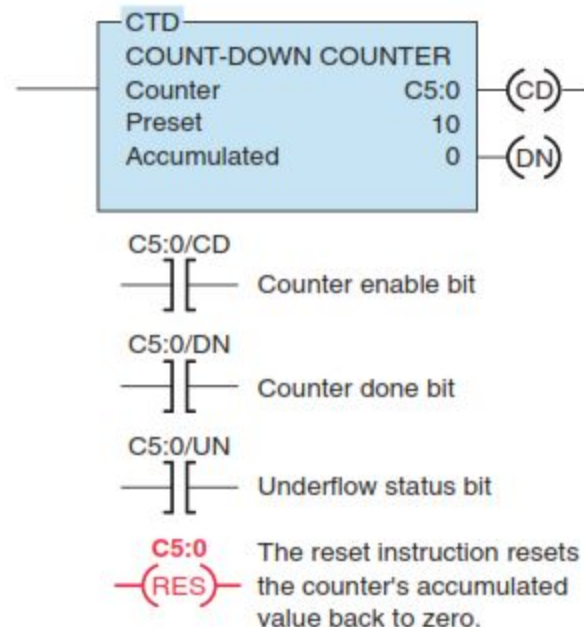 CTD
COUNT-DOWN COUNTER
Counter C5:0
CD
Preset 10
Accumulated 0
DN
C5:0/CD
Counter enable bit
C5:0/DN
Counter done bit
C5:0/UN
Underflow status bit
C5:0
RES
The reset instruction resets
the counter's accumulated
value back to zero.